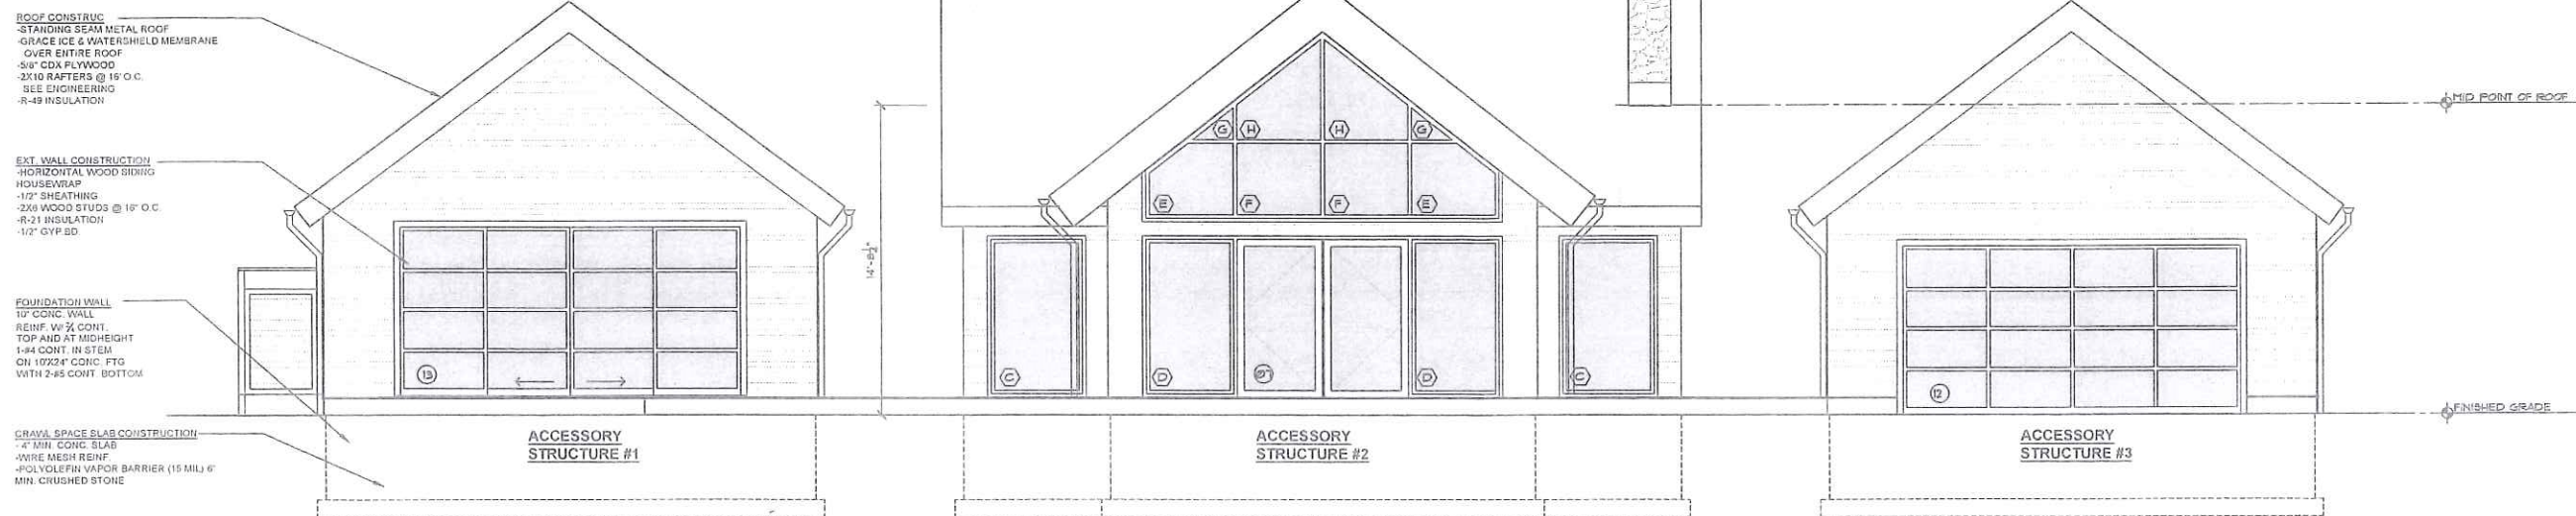 ROOF CONSTRUC
-STANDING SEAM METAL ROOF
-GRACE ICE & WATERSHIELD MEMBRANE
OVER ENTIRE ROOF
-5/8" CDX PLYWOOD
-2X10 RAFTERS @ 16' O.C.
SEE ENGINEERING
-R-49 INSULATION
EXT. WALL CONSTRUCTION
-HORIZONTAL WOOD SIDING
HOUSEWRAP
-1/2" SHEATHING
-2X6 WOOD STUDS @ 16" O.C.
-R-21 INSULATION
-1/2" GYP.BD
FOUNDATION WALL
10" CONC. WALL
REINF. W/ CONT.
TOP AND AT MIDHEIGHT
1-#4 CONT. IN STEM
ON 10"X24" CONC. FTG
WITH 2-#5 CONT. BOTTOM
CRAWL SPACE SLAB CONSTRUCTION
- 4" MIN. CONC. SLAB
-WIRE MESH REINF.
-POLYOLEFIN VAPOR BARRIER (15 MIL) 6"
MIN. CRUSHED STONE
13
ACCESSORY
STRUCTURE #1
14'-8½"
G H H G
E F F E
C D D C
ACCESSORY
STRUCTURE #2
12
ACCESSORY
STRUCTURE #3
MID POINT OF ROOF
FINISHED GRADE